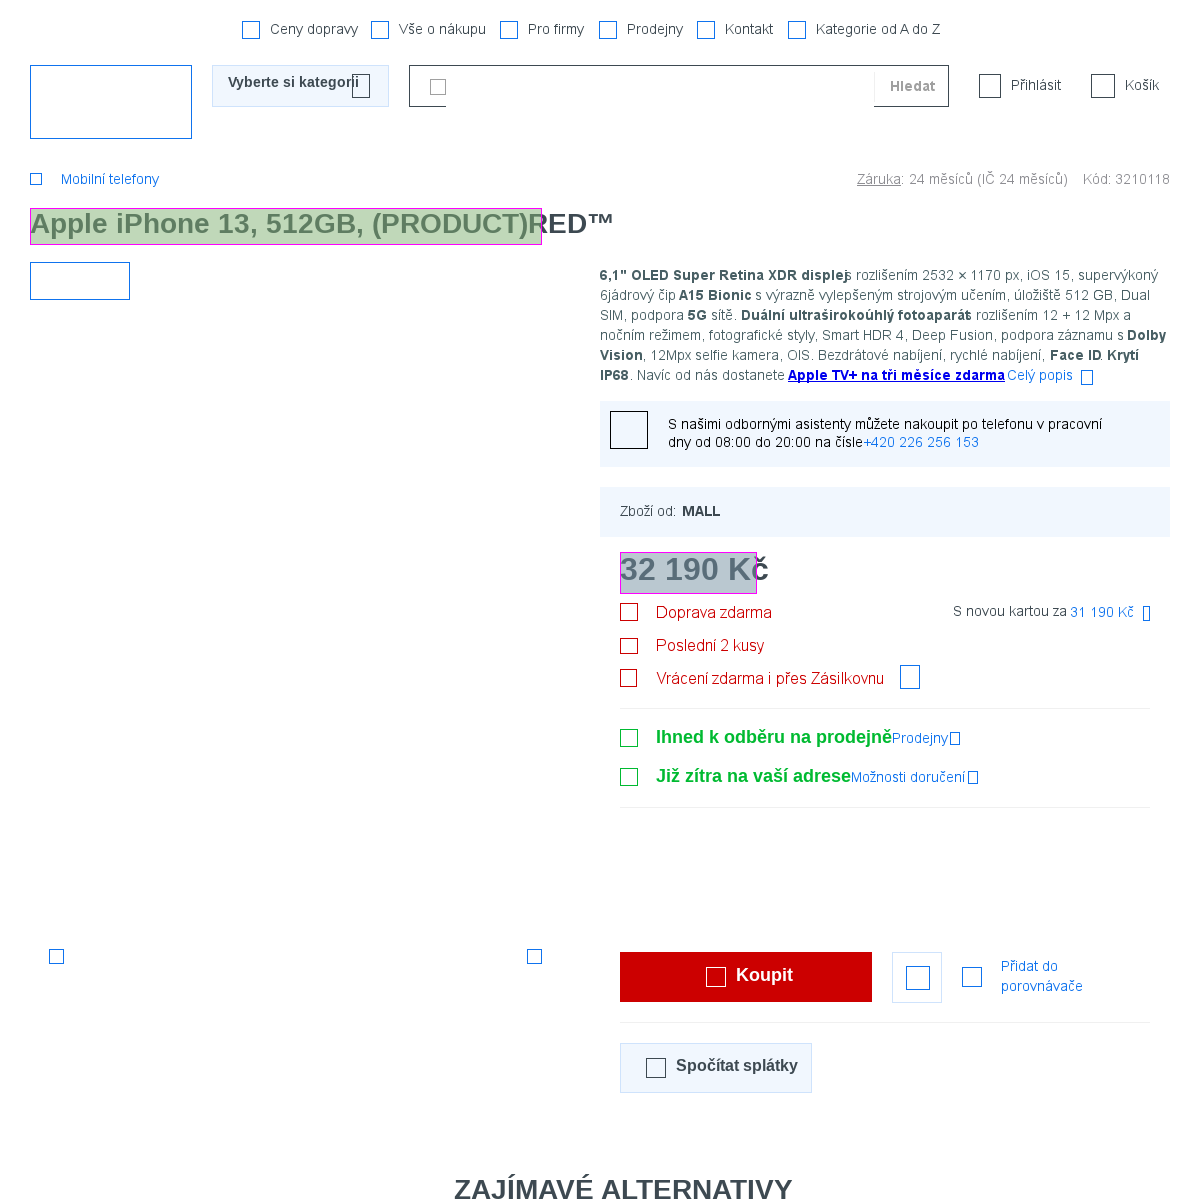 Ceny dopravy Vše o nákupu Pro firmy Prodejny Kontakt Kategorie od A do Z
Vyberte si kategorii Hledat Přihlásit Košík
Mobilní telefony Záruka: 24 měsíců (IČ 24 měsíců) Kód: 3210118
Apple iPhone 13, 512GB, (PRODUCT)RED™
6,1" OLED Super Retina XDR displej s rozlišením 2532 × 1170 px, iOS 15, supervýkoný
6jádrový čip A15 Bionic s výrazně vylepšeným strojovým učením, úložiště 512 GB, Dual
SIM, podpora 5G sítě. Duální ultraširokoúhlý fotoaparát s rozlišením 12 + 12 Mpx a
nočním režimem, fotografické styly, Smart HDR 4, Deep Fusion, podpora záznamu s Dolby
Vision, 12Mpx selfie kamera, OIS. Bezdrátové nabíjení, rychlé nabíjení, Face ID. Krytí
IP68. Navíc od nás dostanete Apple TV+ na tři měsíce zdarma Celý popis
S našimi odbornými asistenty můžete nakoupit po telefonu v pracovní
dny od 08:00 do 20:00 na čísle +420 226 256 153
Zboží od: MALL
32 190 Kč
Doprava zdarma S novou kartou za 31 190 Kč
Poslední 2 kusy
Vrácení zdarma i přes Zásilkovnu
Ihned k odběru na prodejně Prodejny
Již zítra na vaší adrese Možnosti doručení
Koupit Přidat do
porovnávače
Spočítat splátky
ZAJÍMAVÉ ALTERNATIVY